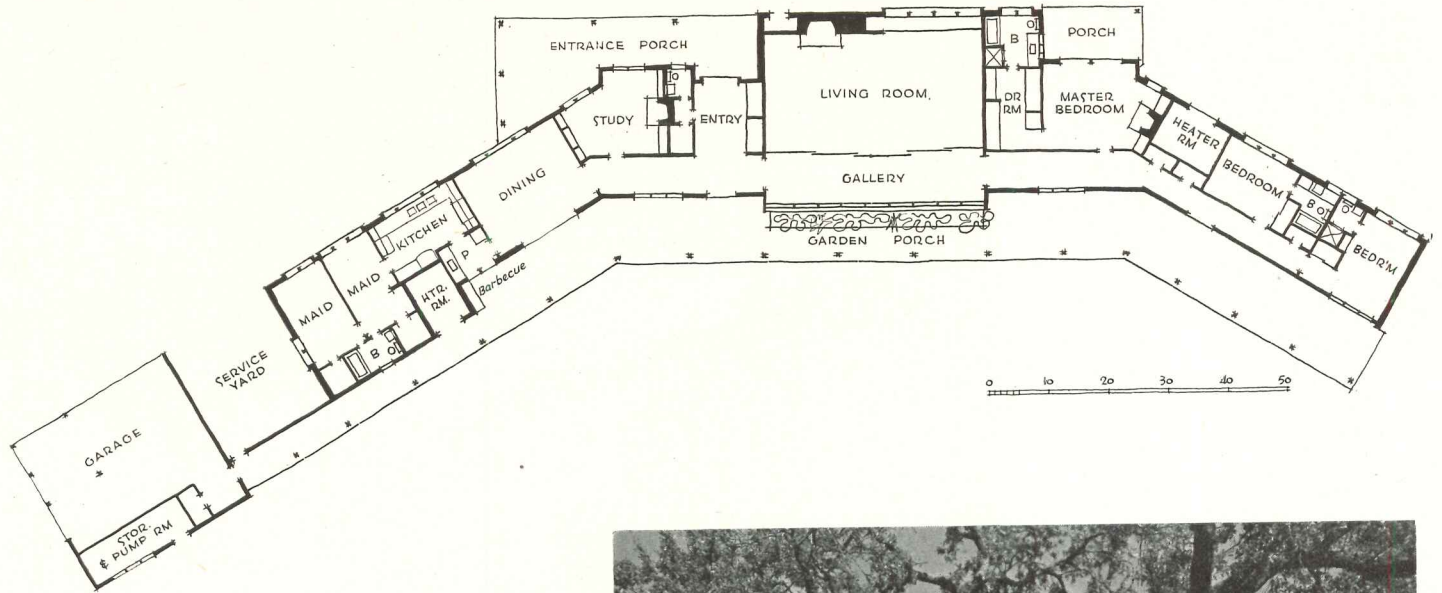 ENTRANCE PORCH
PORCH
B
LIVING ROOM,
DR
RM
MASTER
BEDROOM
STUDY
ENTRY
HEATER
RM
BEDROOM
B
BEDR'M
DINING
GALLERY
GARDEN PORCH
KITCHEN
P
Barbecue
MAID
MAID
HTR.
RM.
B
SERVICE
YARD
GARAGE
STOR.
& PUMP RM
0 10 20 30 40 50